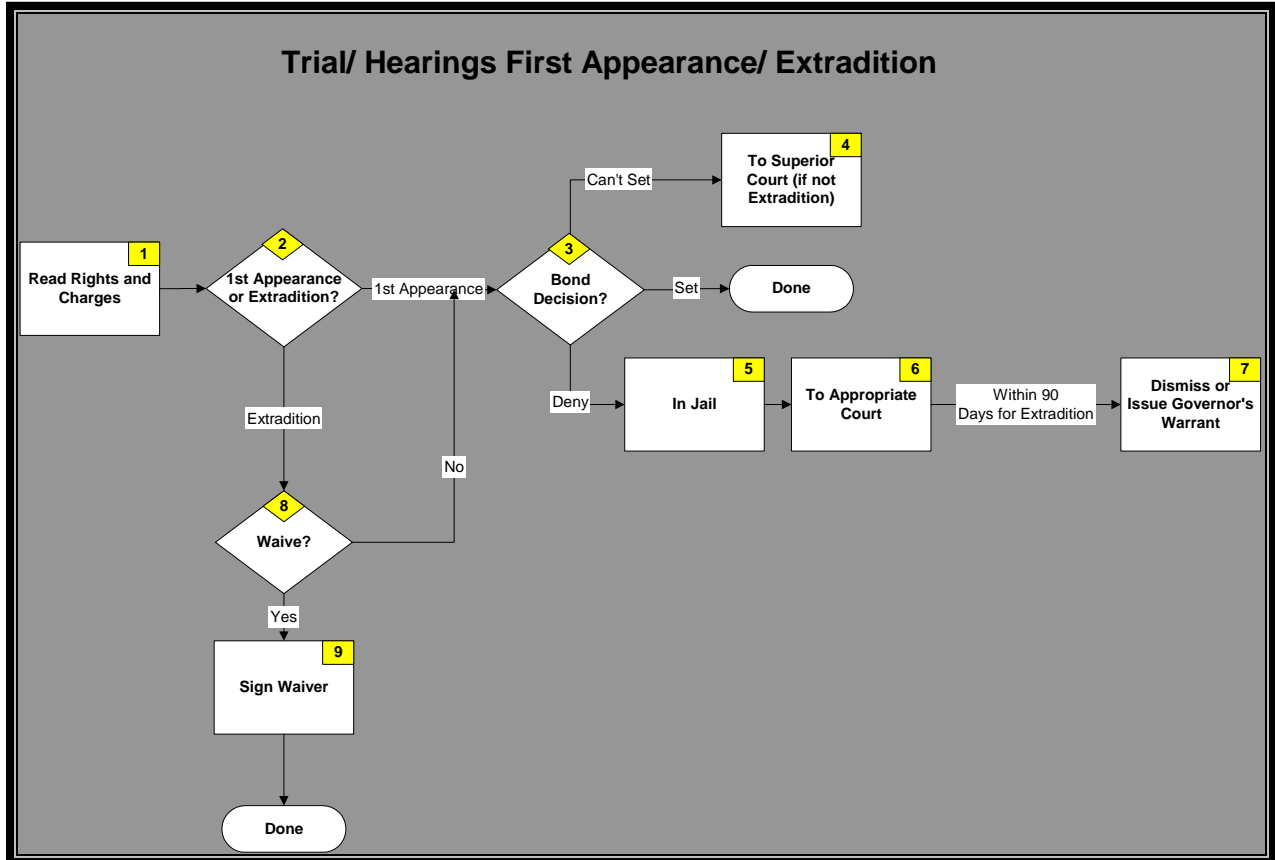 Trial/ Hearings First Appearance/ Extradition
4
To Superior
Court (if not
Extradition)
Can't Set
1
Read Rights and
Charges
2
1st Appearance
or Extradition?
1st Appearance
3
Bond
Decision?
Set
Done
Deny
5
In Jail
6
To Appropriate
Court
Within 90
Days for Extradition
7
Dismiss or
Issue Governor's
Warrant
Extradition
No
8
Waive?
Yes
9
Sign Waiver
Done